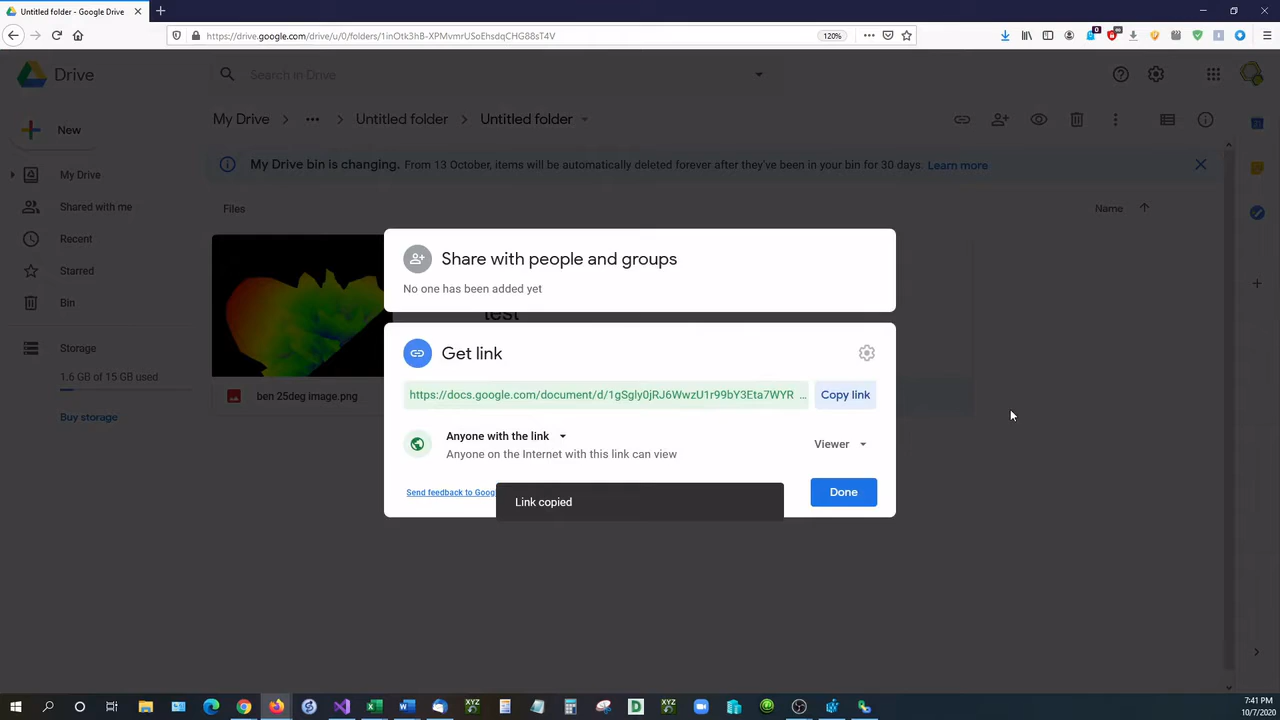 Untitled folder - Google Drive
https://drive.google.com/drive/u/0/folders/1inOtk3hB-XPMvmrUSoEhsdqCHG88sT4V
120%
Drive
Search in Drive
New
My Drive
Shared with me
Recent
Starred
Bin
Storage
1.6 GB of 15 GB used
Buy storage
My Drive > ... > Untitled folder > Untitled folder
My Drive bin is changing. From 13 October, items will be automatically deleted forever after they've been in your bin for 30 days. Learn more
Files
Name
ben 25deg image.png
test
Share with people and groups
No one has been added yet
Get link
https://docs.google.com/document/d/1gSgly0jRJ6WwzU1r99bY3Eta7WYR ...
Copy link
Anyone with the link
Anyone on the Internet with this link can view
Viewer
Send feedback to Goog
Done
Link copied
7:41 PM
10/7/2020